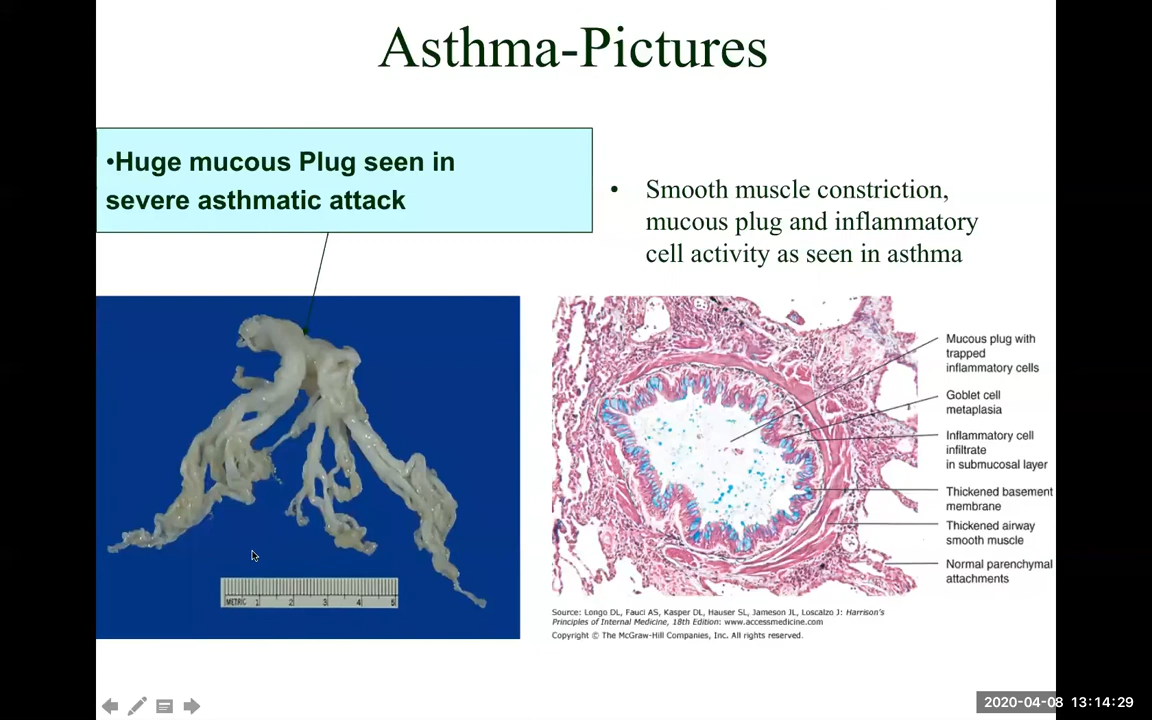 Asthma-Pictures
•Huge mucous Plug seen in
severe asthmatic attack
• Smooth muscle constriction,
mucous plug and inflammatory
cell activity as seen in asthma
METRIC 1 2 3 4 5
Mucous plug with
trapped
inflammatory cells
Goblet cell
metaplasia
Inflammatory cell
infiltrate
in submucosal layer
Thickened basement
membrane
Thickened airway
smooth muscle
Normal parenchymal
attachments
Source: Longo DL, Fauci AS, Kasper DL, Hauser SL, Jameson JL, Loscalzo J: Harrison's
Principles of Internal Medicine, 18th Edition: www.accessmedicine.com
Copyright © The McGraw-Hill Companies, Inc. All rights reserved.
2020-04-08 13:14:29